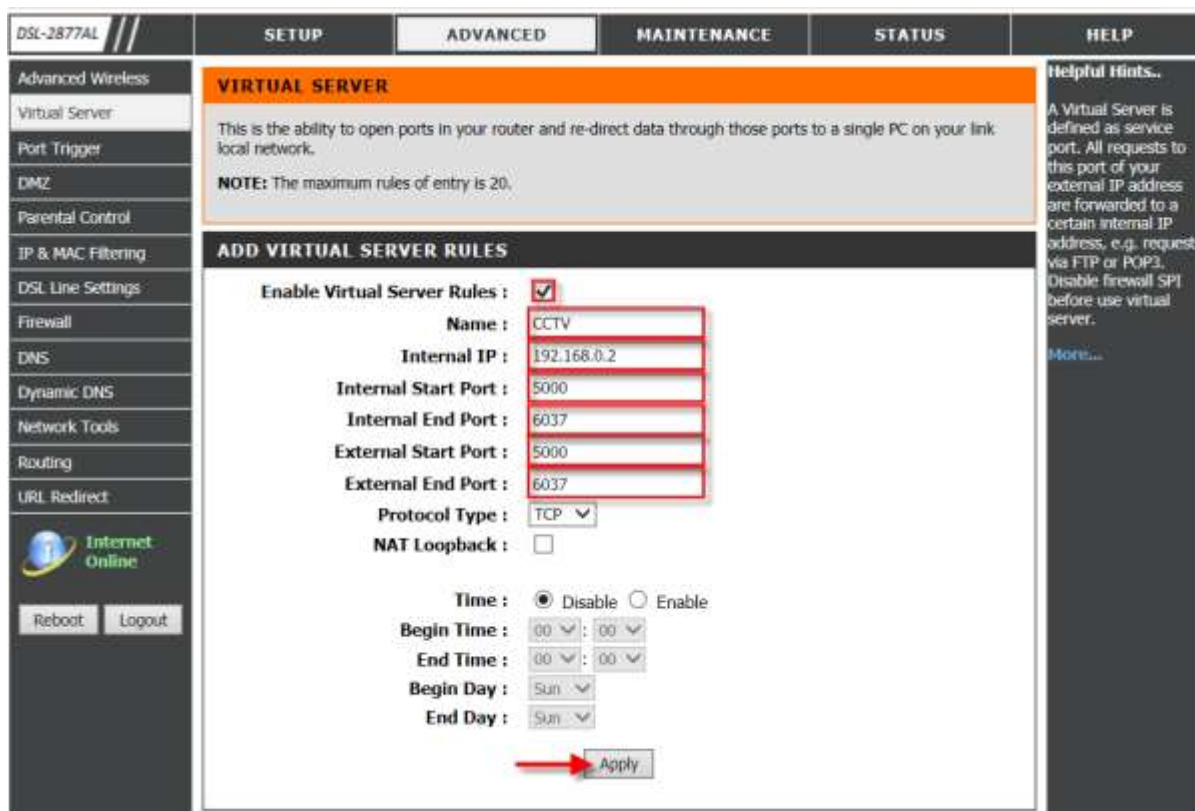 DSL-2877AL
SETUP
ADVANCED
MAINTENANCE
STATUS
HELP
Advanced Wireless
Virtual Server
Port Trigger
DMZ
Parental Control
IP & MAC Filtering
DSL Line Settings
Firewall
DNS
Dynamic DNS
Network Tools
Routing
URL Redirect
Internet
Online
Reboot
Logout
VIRTUAL SERVER
This is the ability to open ports in your router and re-direct data through those ports to a single PC on your link
local network.
NOTE: The maximum rules of entry is 20.
ADD VIRTUAL SERVER RULES
Enable Virtual Server Rules :
Name : CCTV
Internal IP : 192.168.0.2
Internal Start Port : 5000
Internal End Port : 6037
External Start Port : 5000
External End Port : 6037
Protocol Type : TCP
NAT Loopback :
Time : Disable Enable
Begin Time : 00 : 00
End Time : 00 : 00
Begin Day : Sun
End Day : Sun
Apply
Helpful Hints..
A Virtual Server is
defined as service
port. All requests to
this port of your
external IP address
are forwarded to a
certain internal IP
address, e.g. request
via FTP or POP3.
Disable firewall SPI
before use virtual
server.
More...